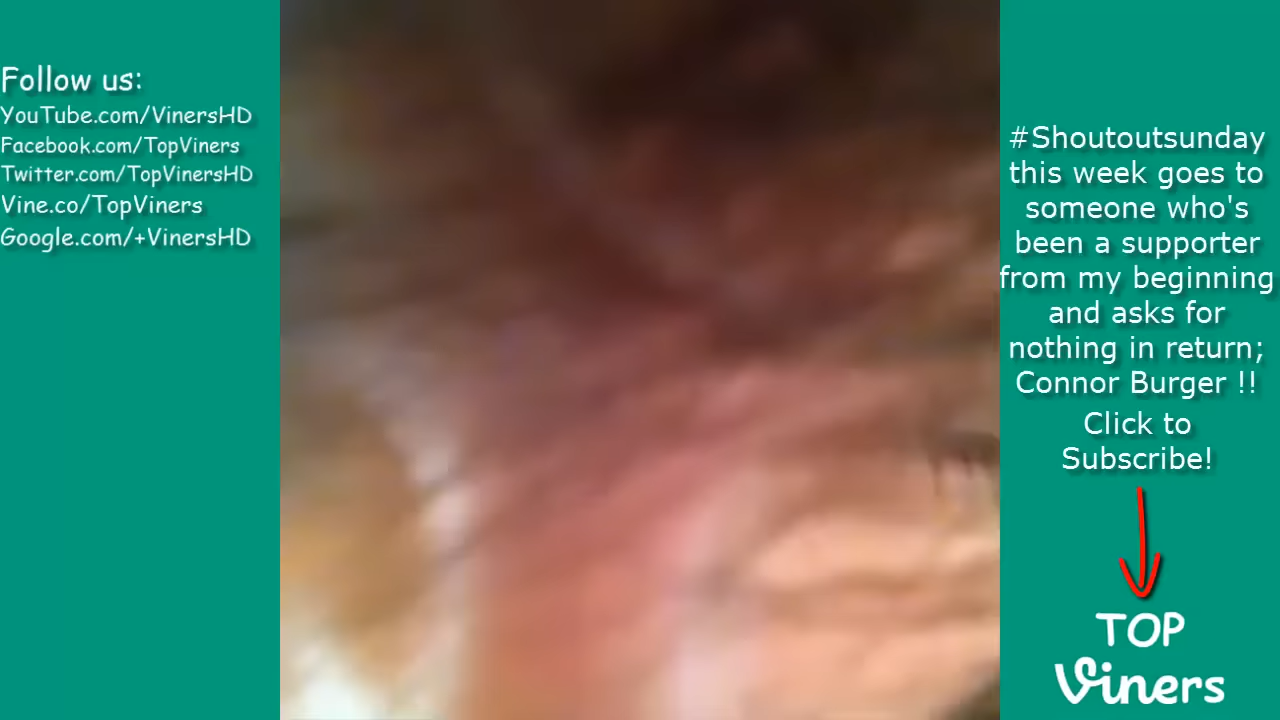 Follow us:
YouTube.com/VinersHD
Facebook.com/TopViners
Twitter.com/TopVinersHD
Vine.co/TopViners
Google.com/+VinersHD
#Shoutoutsunday
this week goes to
someone who's
been a supporter
from my beginning
and asks for
nothing in return;
Connor Burger !!
Click to
Subscribe!
TOP
Viners